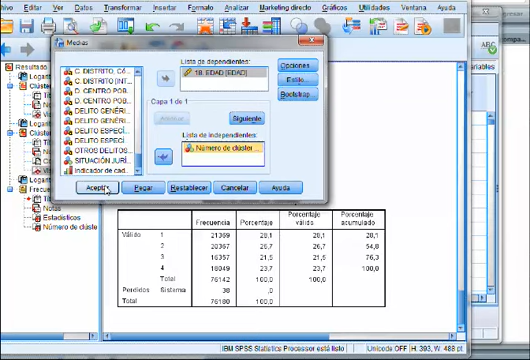 Editar Ver Datos Transformar Insertar Formato Analizar Marketing directo Gráficos Utilidades Ventana Ayuda
Medias
C. DISTRITO, Có...
C. DISTRITO (INT...
D. CENTRO POB...
D. CENTRO POB...
DELITO GENÉRI...
DELITO GENÉRI...
DELITO ESPECÍ...
DELITO ESPECÍ...
OTROS DELITOS...
SITUACIÓN JURÍ...
Indicador de cad...
Lista de dependientes:
18. EDAD [EDAD]
Capa 1 de 1
Anterior
Siguiente
Lista de independientes:
Número de clúster ...
Opciones
Estilo
Bootstrap...
Aceptar Pegar Restablecer Cancelar Ayuda
Resultado
Logarit
Clúster
Notas
Estadísticos
Número de clúste
Frecuencia Porcentaje Porcentaje válido Porcentaje acumulado
Válido 1 21369 28,1 28,1 28,1
2 20367 26,7 26,7 54,8
3 16357 21,5 21,5 76,3
4 18049 23,7 23,7 100,0
Total 76142 100,0 100,0
Perdidos Sistema 38 ,0
Total 76180 100,0
IBM SPSS Statistics Processor está listo
Unicode OFF H: 393, W: 488 pt.